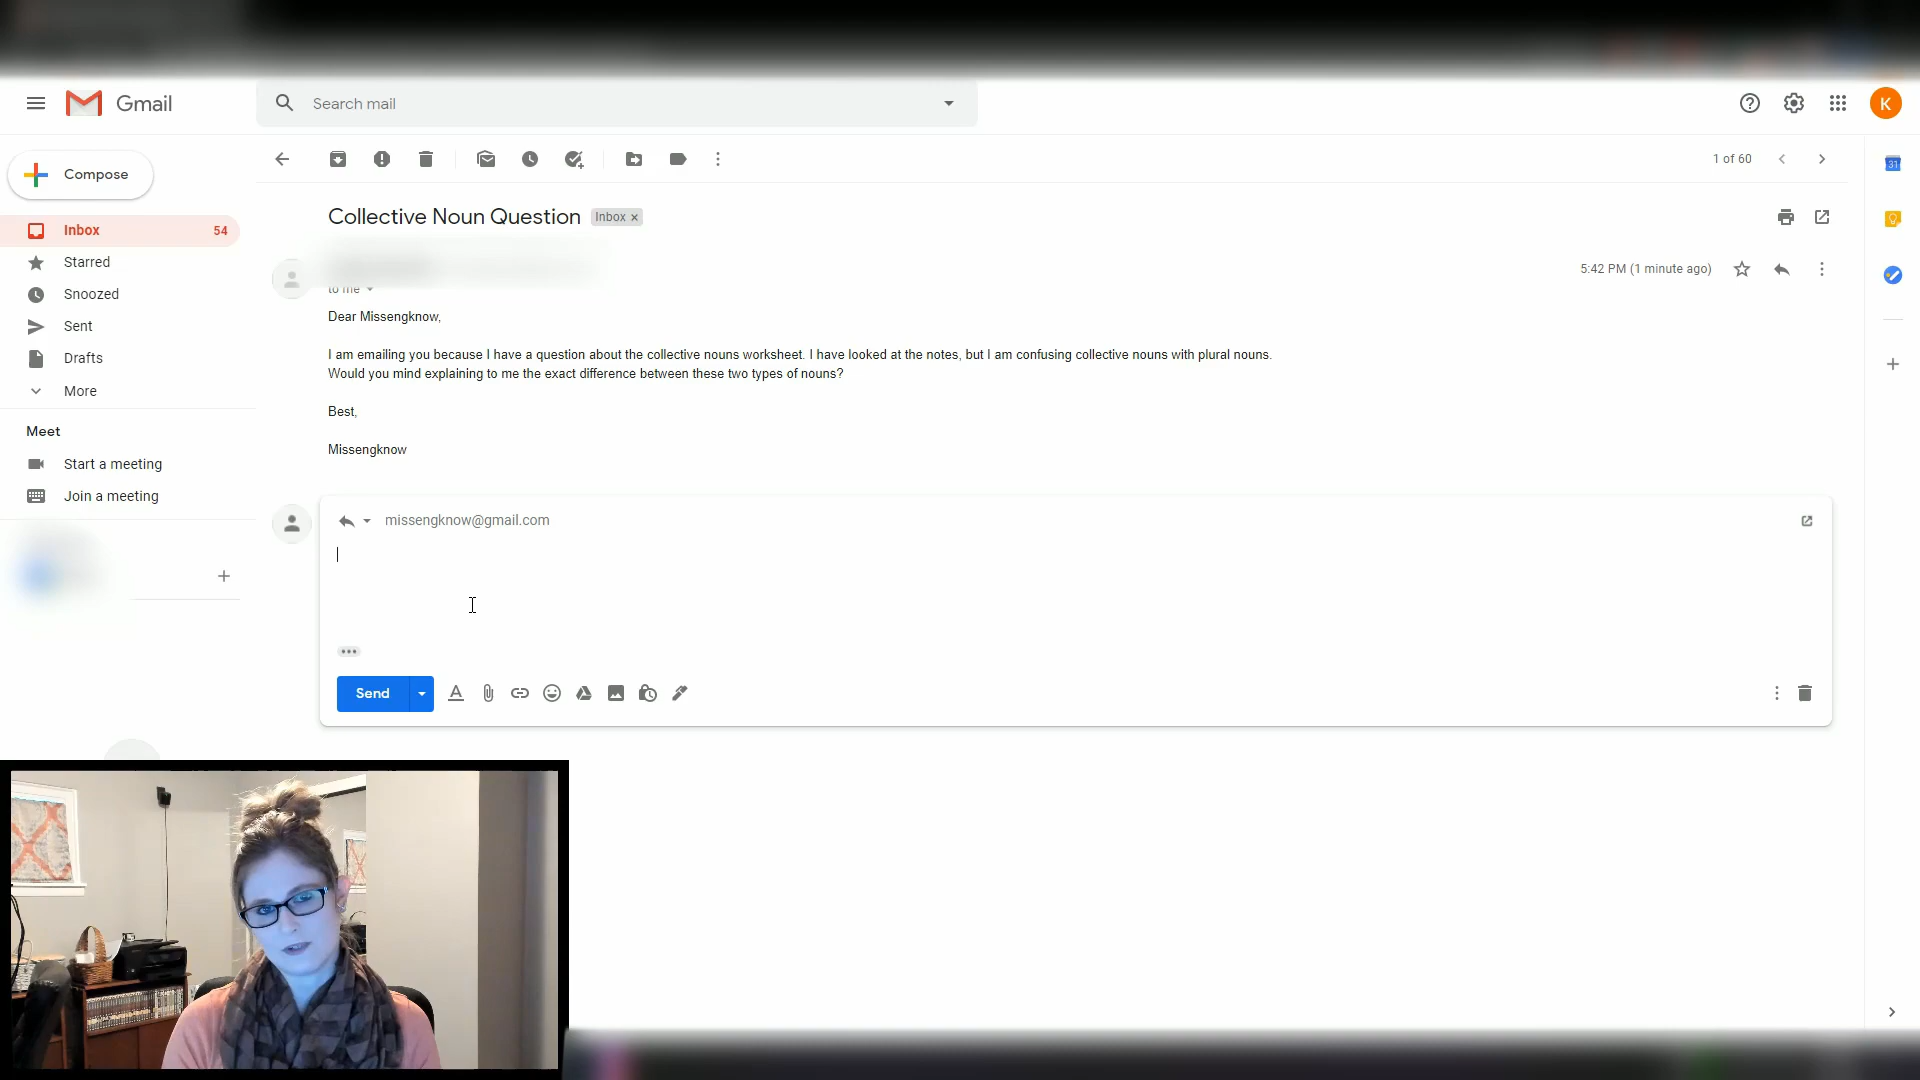 Gmail
Search mail
K
Compose
1 of 60
31
Inbox 54
Collective Noun Question Inbox x
Starred
5:42 PM (1 minute ago)
to me
Snoozed
Dear Missengknow,
Sent
I am emailing you because I have a question about the collective nouns worksheet. I have looked at the notes, but I am confusing collective nouns with plural nouns.
Drafts
Would you mind explaining to me the exact difference between these two types of nouns?
More
Best,
Meet
Missengknow
Start a meeting
Join a meeting
missengknow@gmail.com
Send